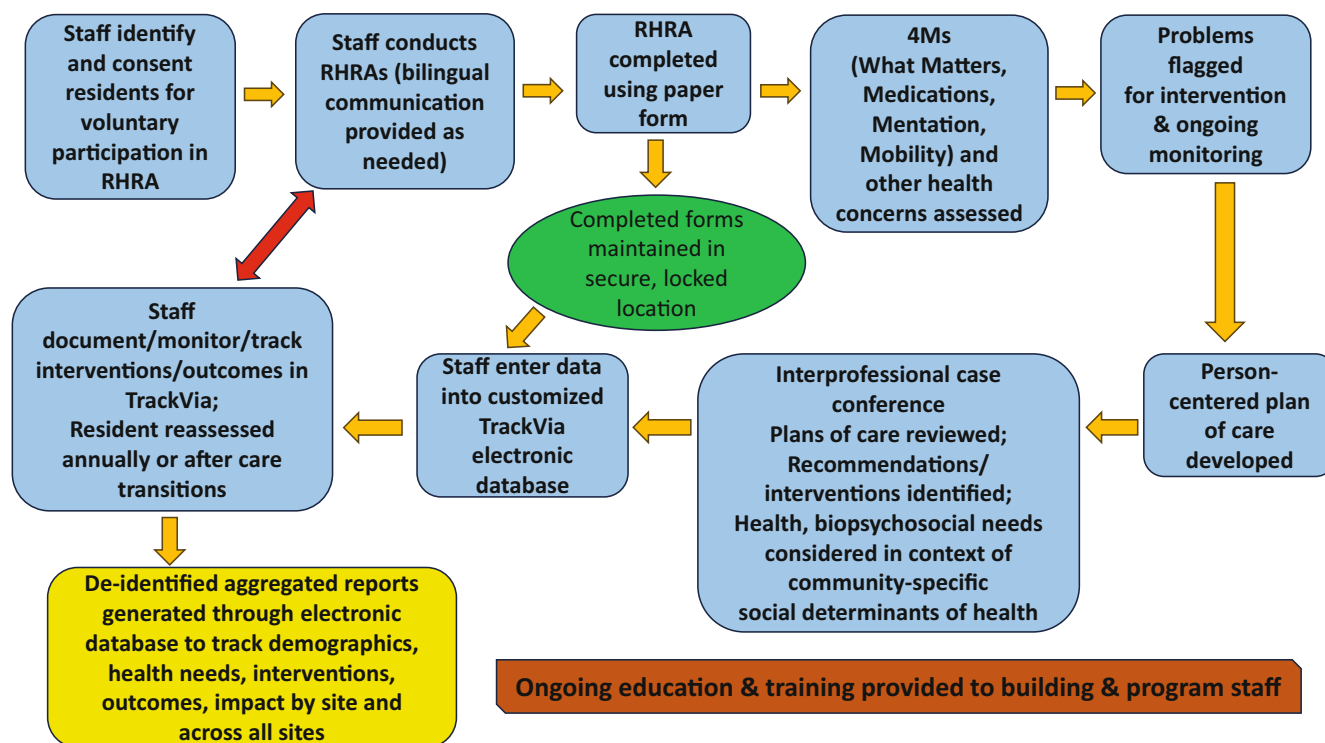 Staff identify
and consent
residents for
voluntary
participation in
RHRA
Staff conducts
RHRAs (bilingual
communication
provided as
needed)
RHRA
completed
using paper
form
4Ms
(What Matters,
Medications,
Mentation,
Mobility) and
other health
concerns assessed
Problems
flagged
for intervention
& ongoing
monitoring
Completed forms
maintained in
secure, locked
location
Staff
document/monitor/track
interventions/outcomes in
TrackVia;
Resident reassessed
annually or after care
transitions
Staff enter data
into customized
TrackVia
electronic
database
Interprofessional case
conference
Plans of care reviewed;
Recommendations/
interventions identified;
Health, biopsychosocial needs
considered in context of
community-specific
social determinants of health
Person-
centered plan
of care
developed
De-identified aggregated reports
generated through electronic
database to track demographics,
health needs, interventions,
outcomes, impact by site and
across all sites
Ongoing education & training provided to building & program staff